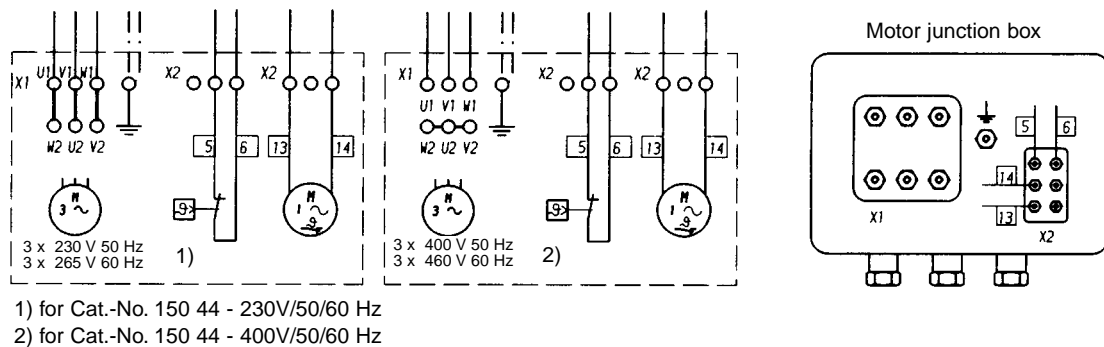 U1 V1 W1
X1
X2
X2
W2 U2 V2
5 6 13 14
M
3 ~
M
1 ~
ϑ
ϑ
3 x 230 V 50 Hz
3 x 265 V 60 Hz
1)
X1
X2
X2
U1 V1 W1
W2 U2 V2
5 6 13 14
M
3 ~
M
1 ~
ϑ
ϑ
3 x 400 V 50 Hz
3 x 460 V 60 Hz
2)
Motor junction box
5 6
14
13
X1
X2
1) for Cat.-No. 150 44 - 230V/50/60 Hz
2) for Cat.-No. 150 44 - 400V/50/60 Hz